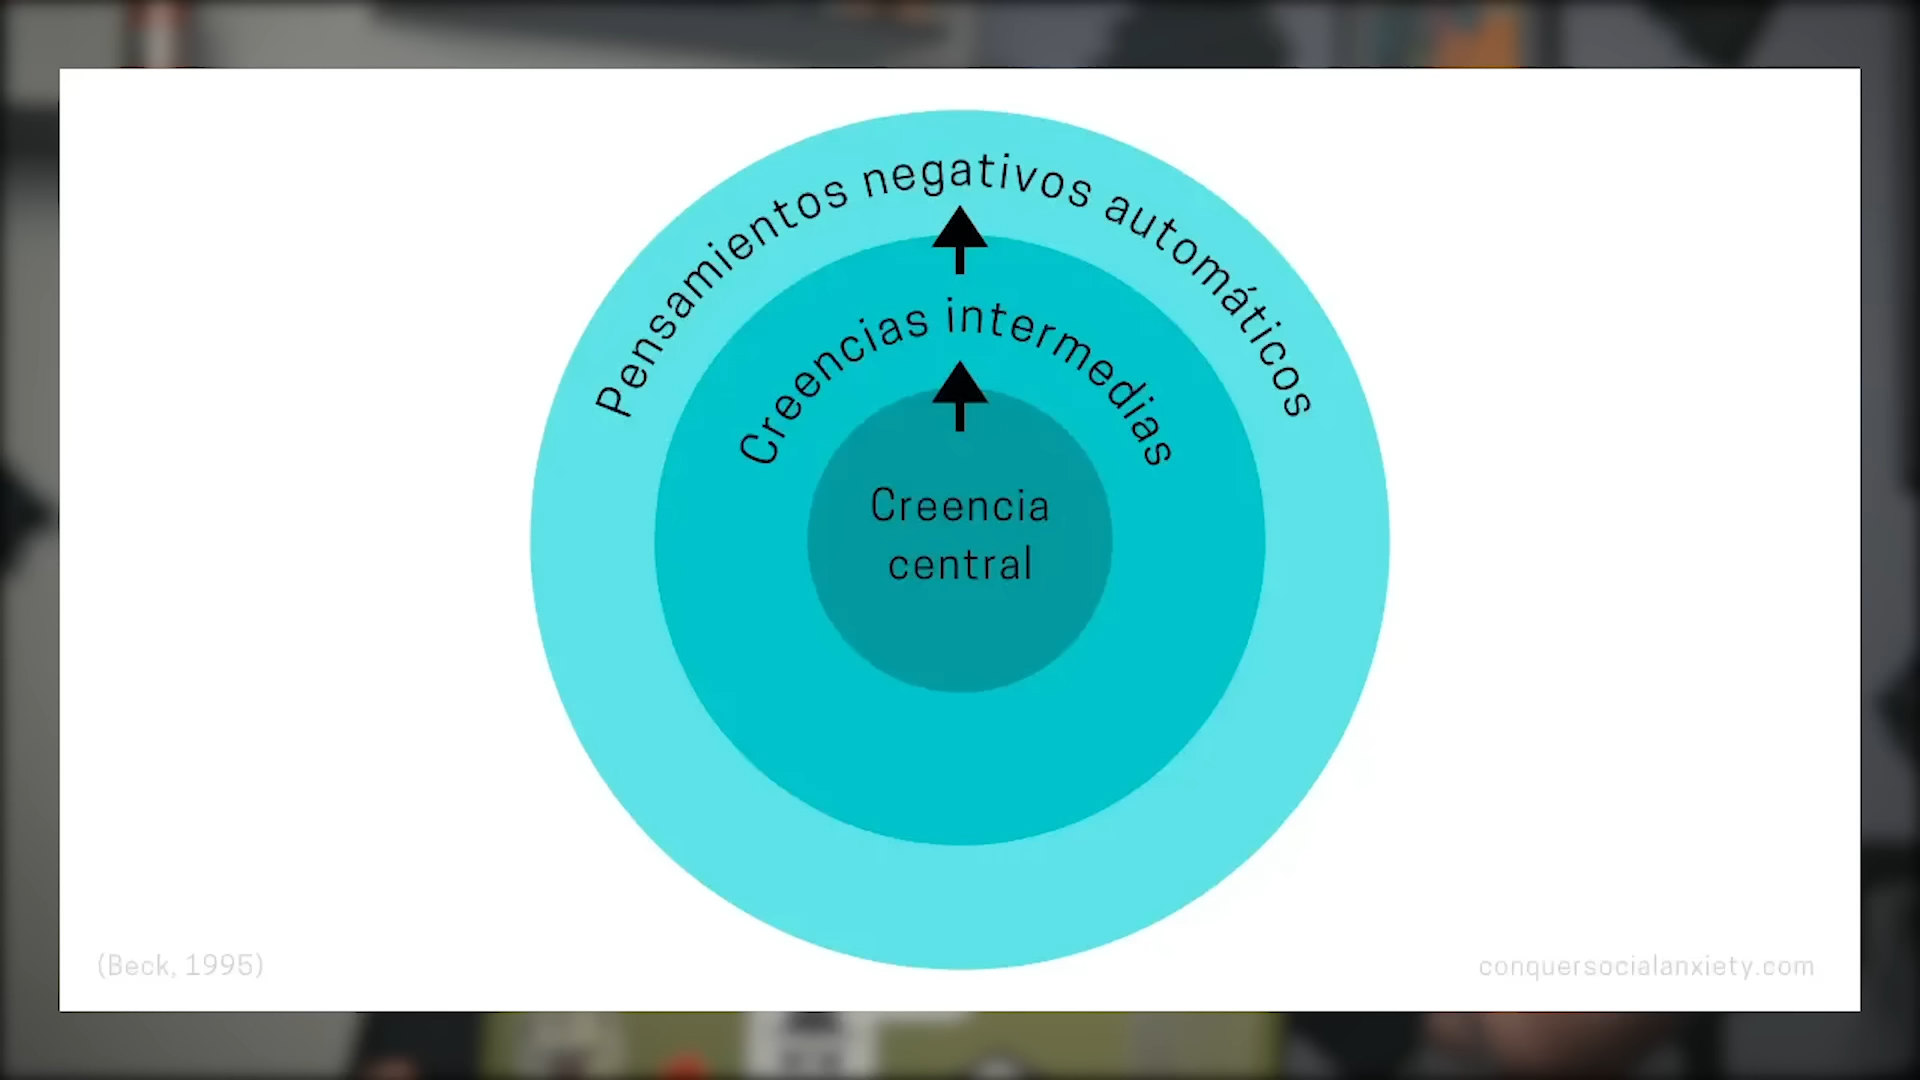 Pensamientos negativos automáticos
Creencias intermedias
Creencia
central
(Beck, 1995)
conquersocialanxiety.com